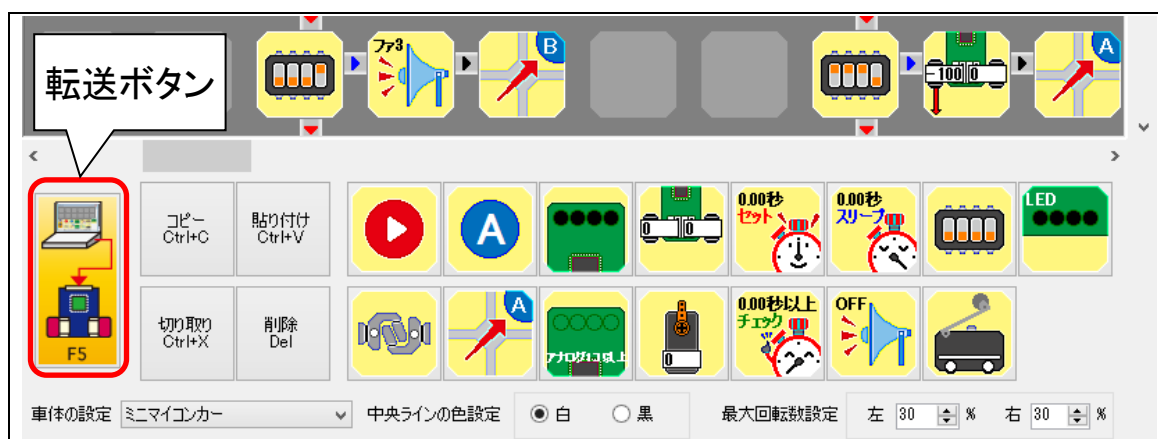 ファ3
B
-100 0
A
転送ボタン
F5
コピー
Ctrl+C
貼り付け
Ctrl+V
切り取り
Ctrl+X
削除
Del
A
0 0
0.00秒
セット
0.00秒
スリープ
LED
A
アナログ値が以上
0
0.00秒以上
チェック
OFF
車体の設定 ミニマイコンカー 中央ラインの色設定 白 黒 最大回転数設定 左 30 % 右 30 %